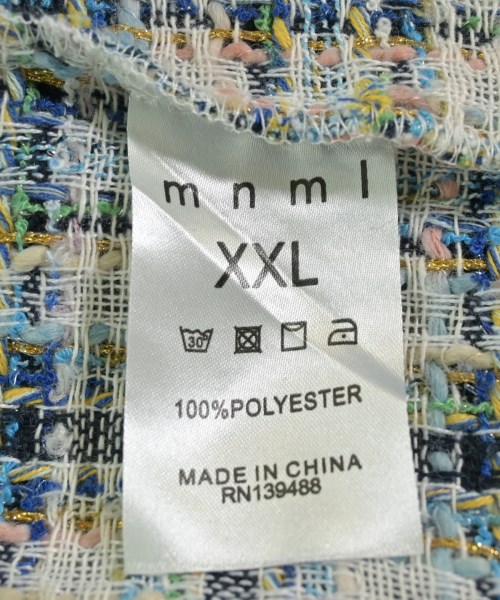 m n m l
XXL
30°
100%POLYESTER
MADE IN CHINA
RN139488